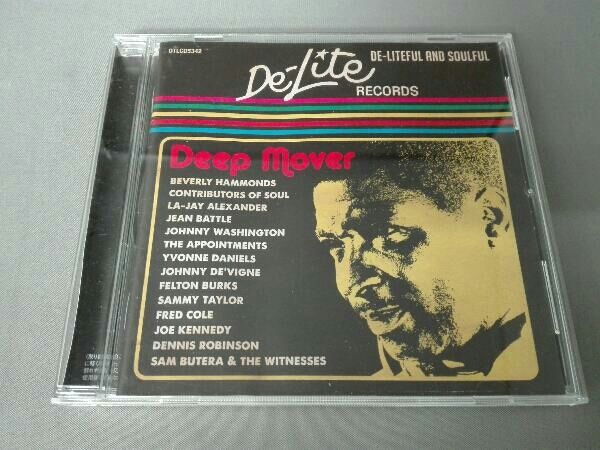 DTLCD5342
De-Lite
RECORDS
DE-LITEFUL AND SOULFUL
Deep Mover
BEVERLY HAMMONDS
CONTRIBUTORS OF SOUL
LA-JAY ALEXANDER
JEAN BATTLE
JOHNNY WASHINGTON
THE APPOINTMENTS
YVONNE DANIELS
JOHNNY DE'VIGNE
FELTON BURKS
SAMMY TAYLOR
FRED COLE
JOE KENNEDY
DENNIS ROBINSON
SAM BUTERA & THE WITNESSES